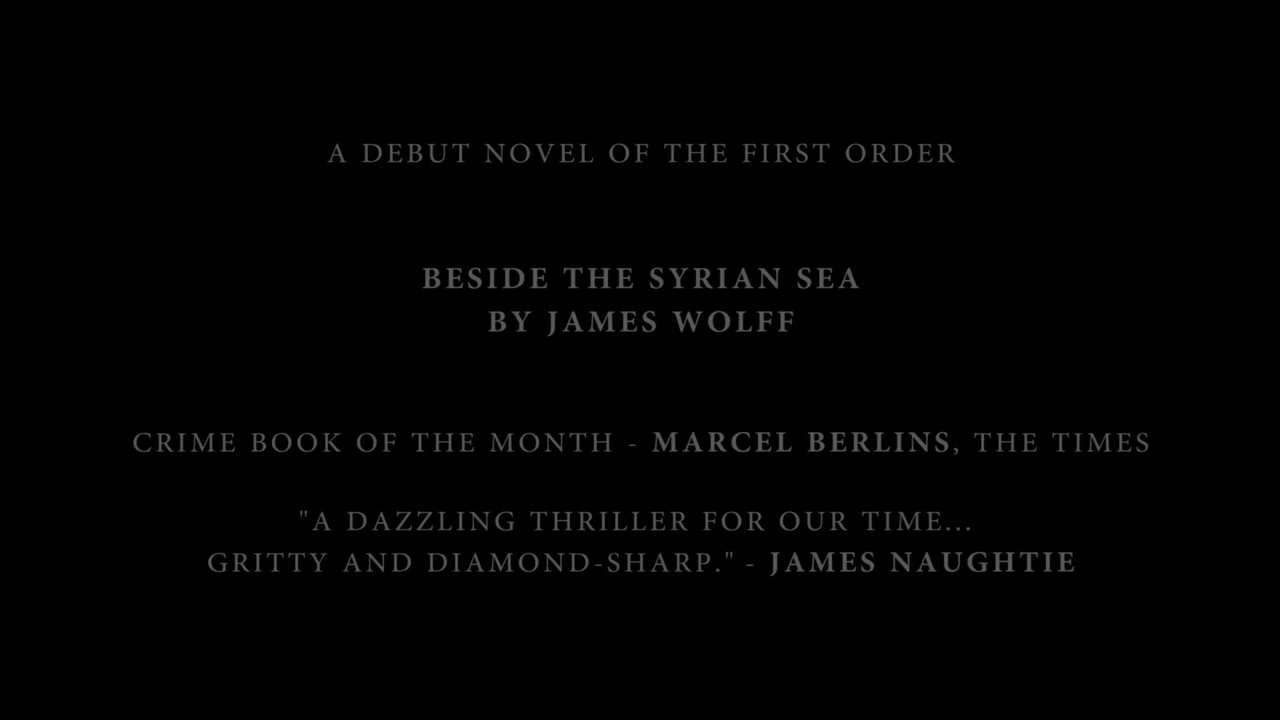 A DEBUT NOVEL OF THE FIRST ORDER
BESIDE THE SYRIAN SEA
BY JAMES WOLFF
CRIME BOOK OF THE MONTH - MARCEL BERLINS, THE TIMES
"A DAZZLING THRILLER FOR OUR TIME...
GRITTY AND DIAMOND-SHARP." - JAMES NAUGHTIE